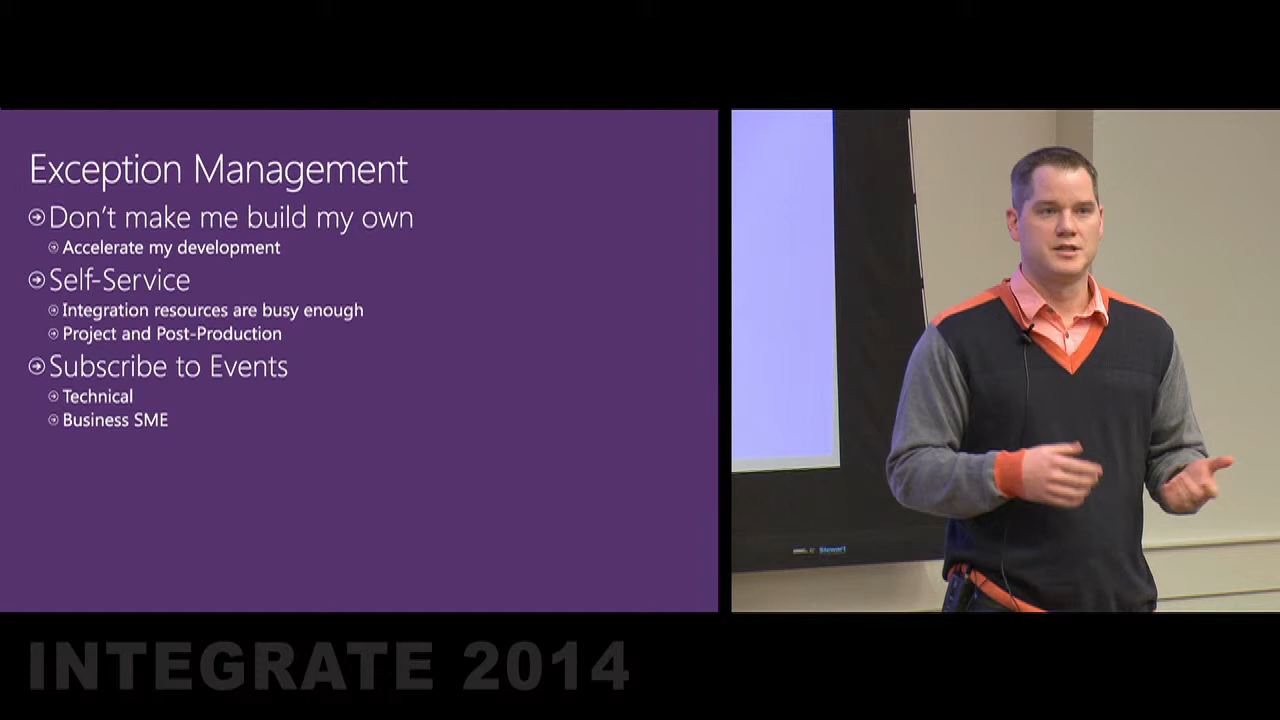 Exception Management
Don't make me build my own
Accelerate my development
Self-Service
Integration resources are busy enough
Project and Post-Production
Subscribe to Events
Technical
Business SME
Stewart
INTEGRATE 2014